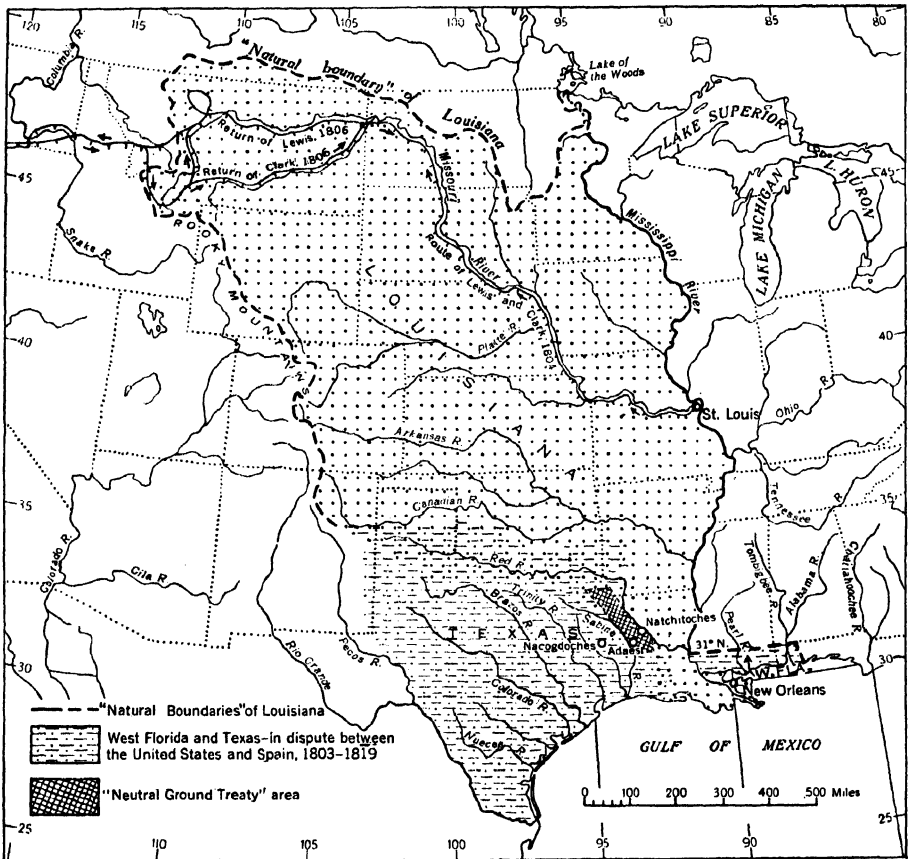 120
115
110
105
100
95
90
85
80
Columbia R.
"Natural boundary" of Louisiana
Lake of
the Woods
LAKE SUPERIOR
Return of Lewis, 1806
Return of Clark, 1806
45
45
LAKE MICHIGAN
HURON
Missouri
River
Mississippi
River
ROCKY MOUNTAINS
Snake R.
Route of Lewis and Clark, 1804
LOUISIANA
Platte R.
40
40
St. Louis
Ohio R.
Arkansas R.
35
35
Canadian R.
Tennessee R.
Colorado R.
Gila R.
Red R.
Tombigbee R.
Alabama R.
Chattahoochee R.
Trinity R.
Brazos R.
Sabine R.
Natchitoches
Pearl R.
TEXAS
Nacogdoches
Adaes
31° N.
W. F.
New Orleans
30
30
Rio Grande
Pecos R.
Colorado R.
Nueces R.
"Natural Boundaries" of Louisiana
West Florida and Texas-in dispute between
the United States and Spain, 1803-1819
"Neutral Ground Treaty" area
GULF OF MEXICO
0 100 200 300 400 500 Miles
25
25
110
105
100
95
90